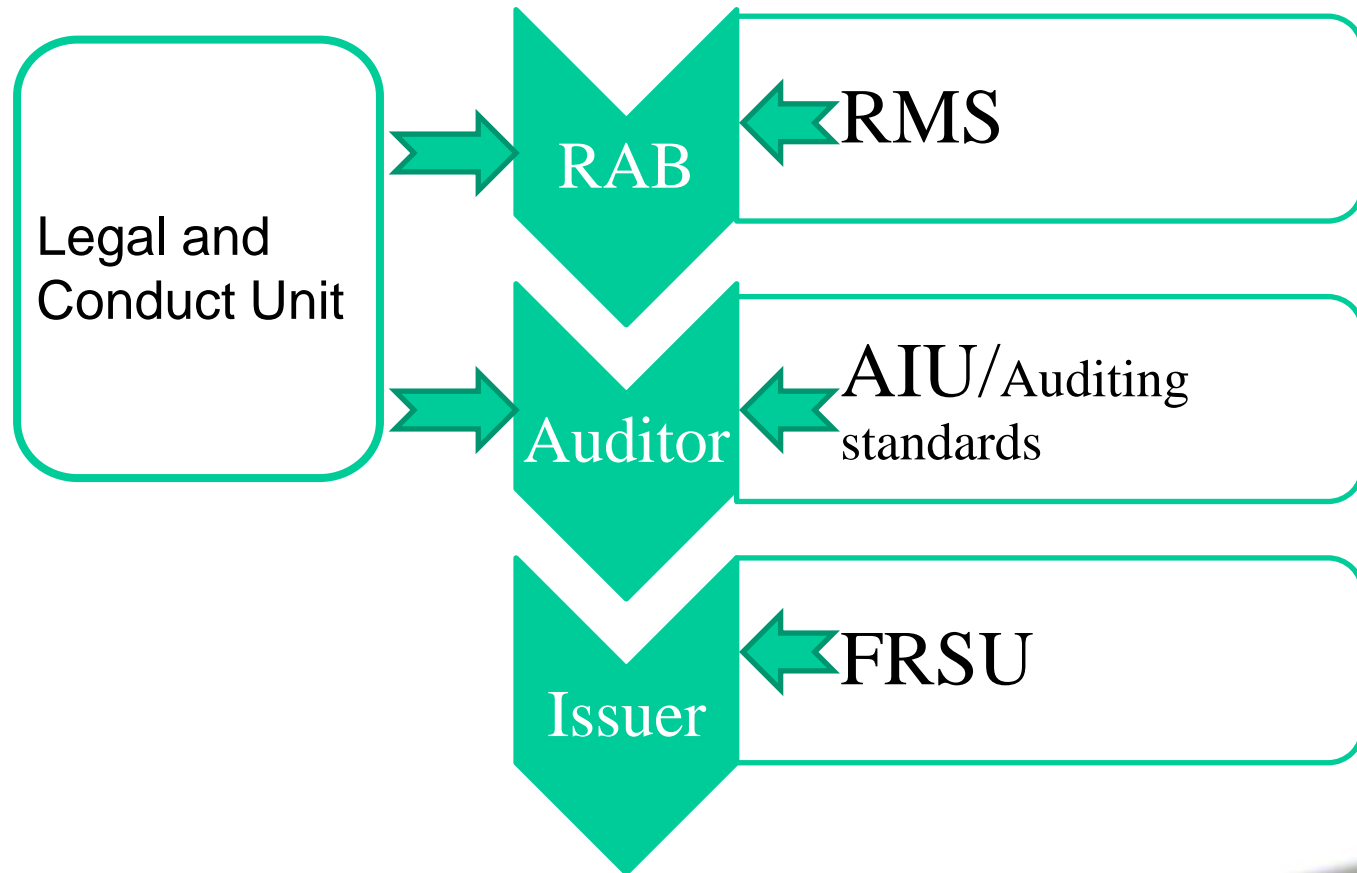 Legal and
Conduct Unit
RAB
RMS
Auditor
AIU/Auditing
standards
Issuer
FRSU